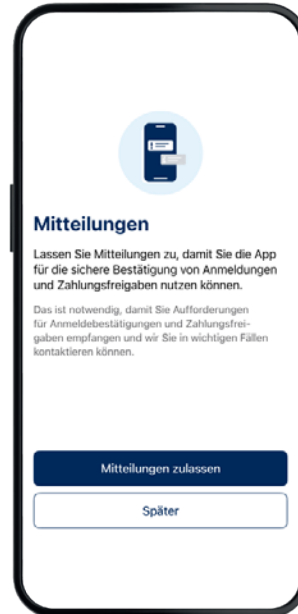 Mitteilungen
Lassen Sie Mitteilungen zu, damit Sie die App
für die sichere Bestätigung von Anmeldungen
und Zahlungsfreigaben nutzen können.
Das ist notwendig, damit Sie Aufforderungen
für Anmeldebestätigungen und Zahlungsfrei-
gaben empfangen und wir Sie in wichtigen Fällen
kontaktieren können.
Mitteilungen zulassen
Später